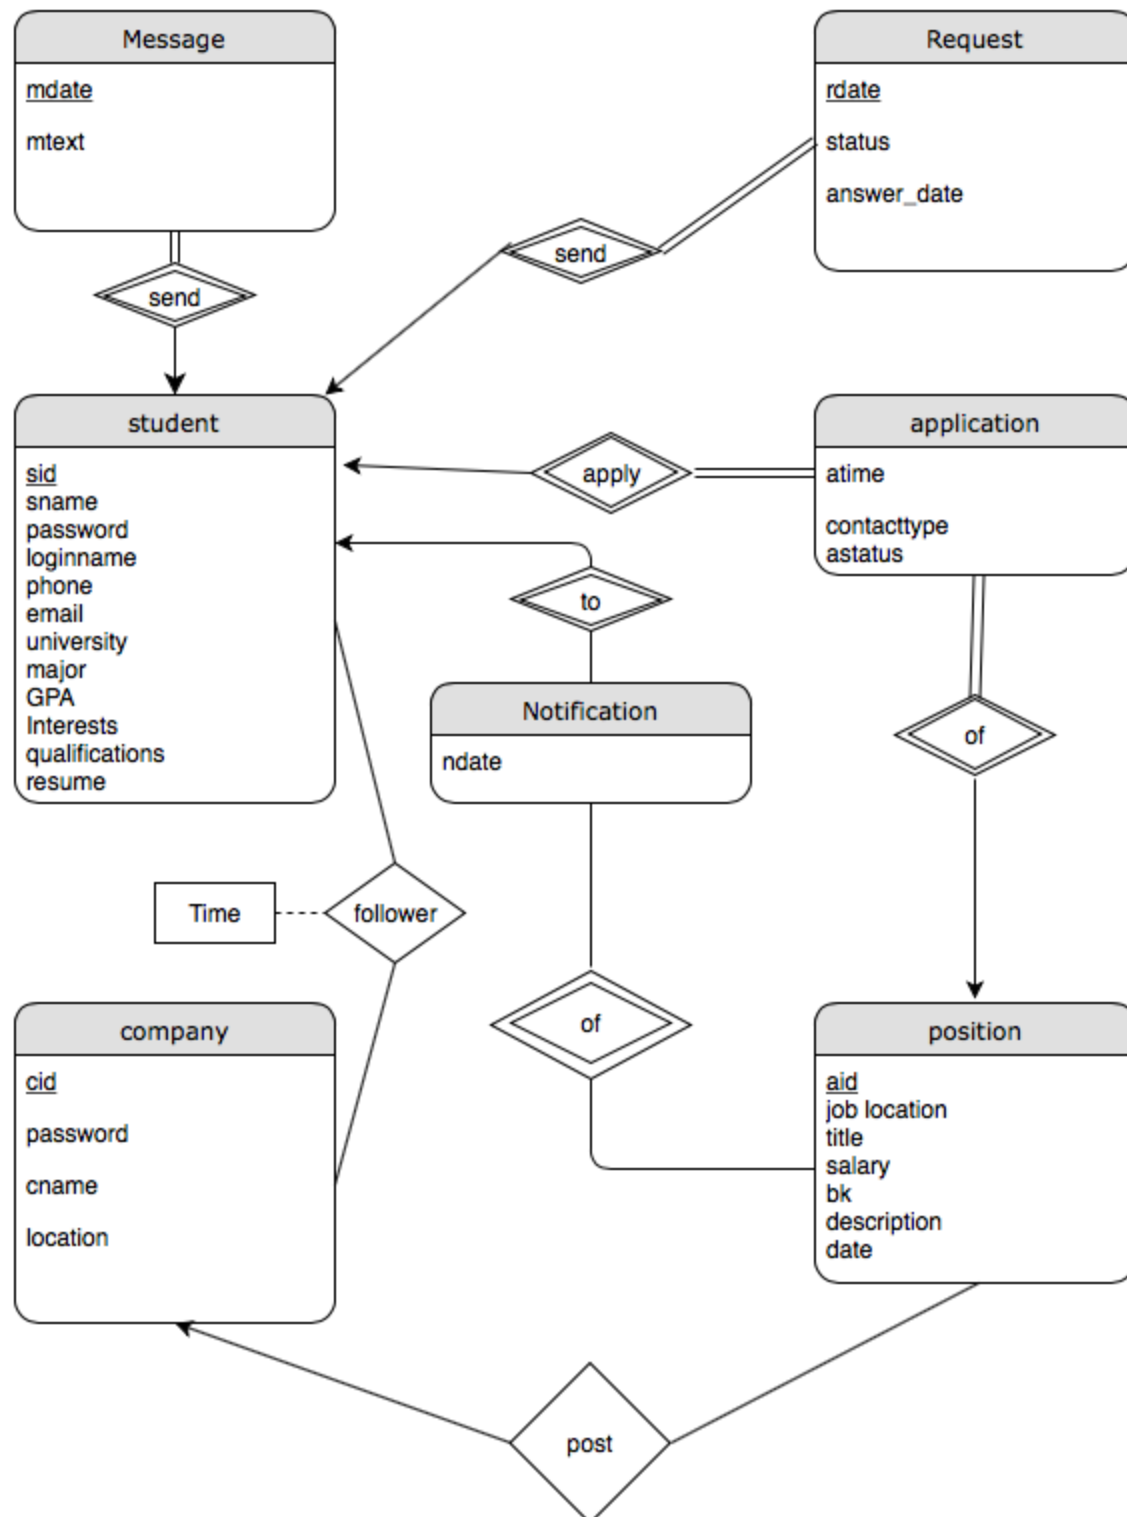 Message
mdate
mtext
send
Request
rdate
status
answer_date
send
student
sid
sname
password
loginname
phone
email
university
major
GPA
Interests
qualifications
resume
apply
application
atime
contacttype
astatus
to
Notification
ndate
of
of
Time
follower
company
cid
password
cname
location
position
aid
job location
title
salary
bk
description
date
post